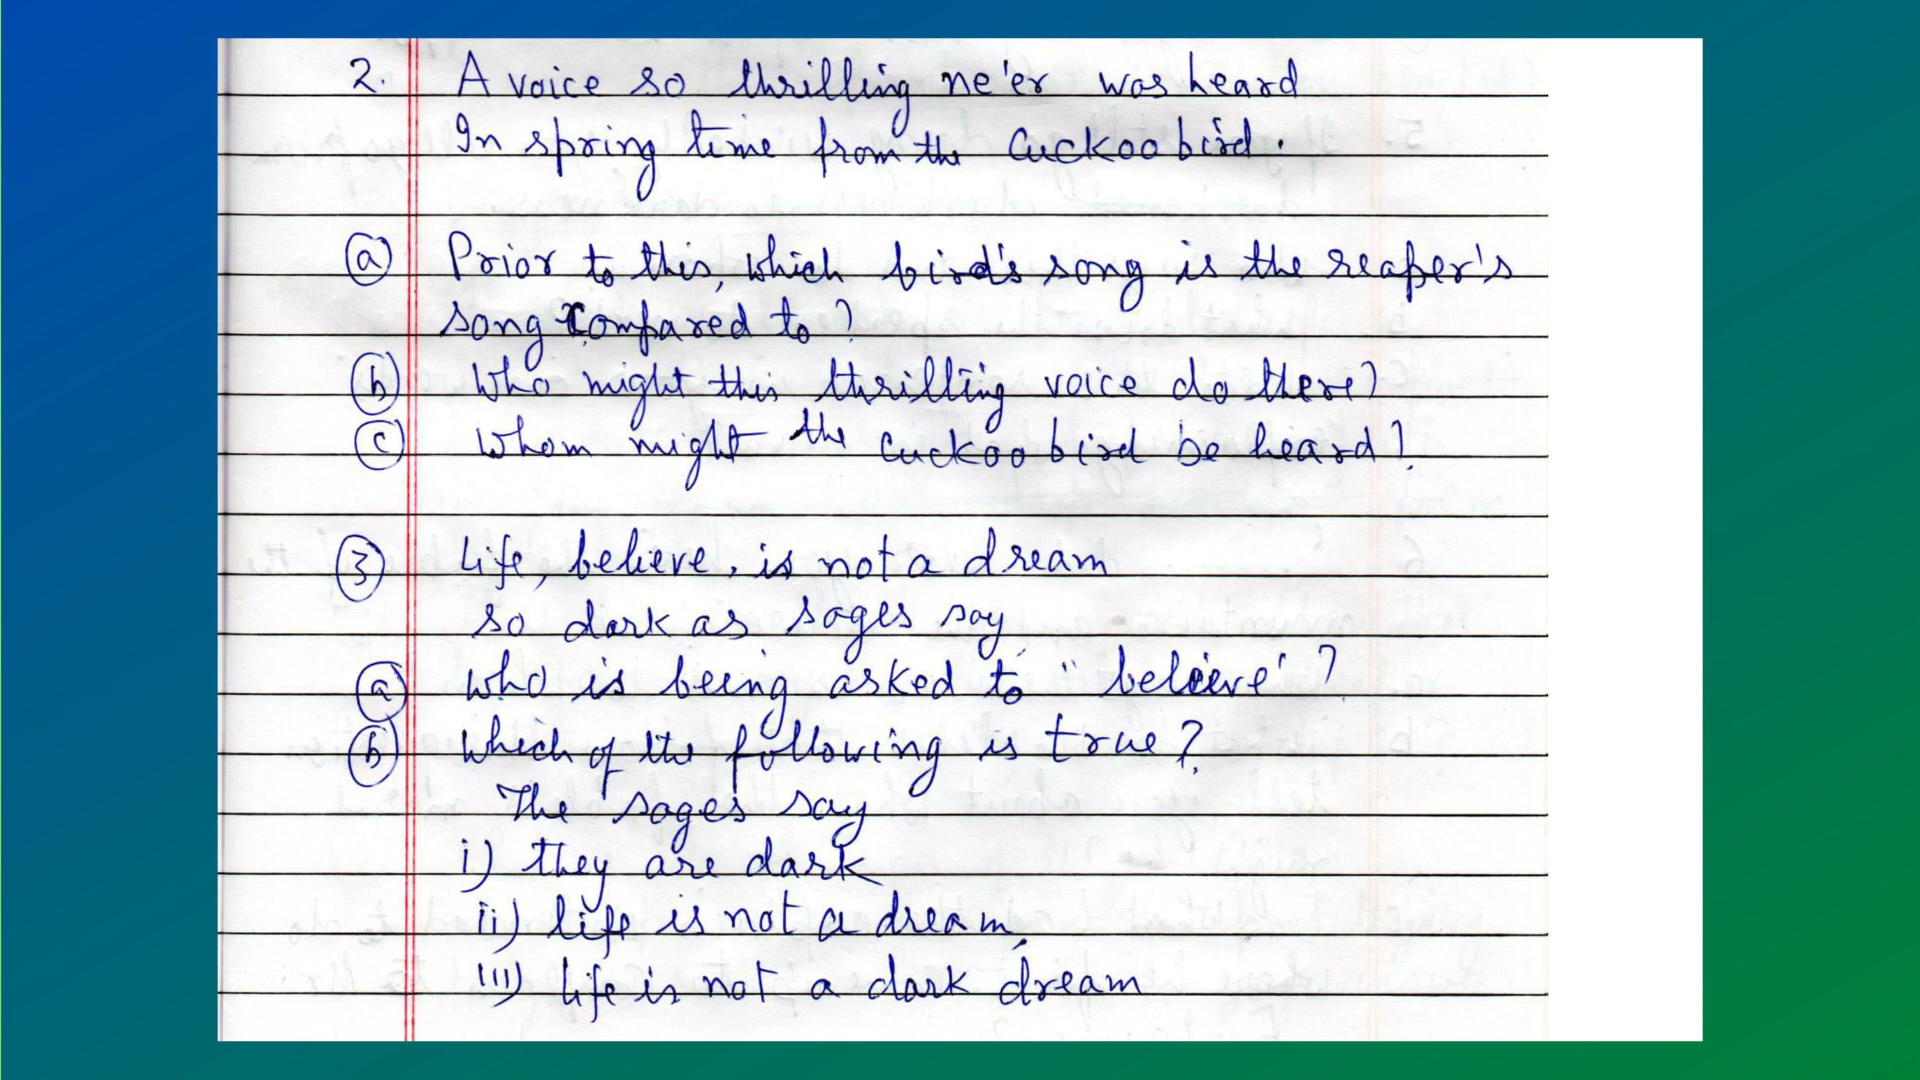 2. A voice so thrilling ne'er was heard
In spring time from the Cuckoo bird.
(a) Prior to this, which bird's song is the reaper's
song compared to?
(b) Who might this thrilling voice do there?
(c) Whom might the cuckoo bird be heard?
(3) Life, believe, is not a dream
so dark as sages say
(a) Who is being asked to "believe'?
(b) Which of the following is true?
The sages say
i) they are dark
ii) life is not a dream,
iii) life is not a dark dream